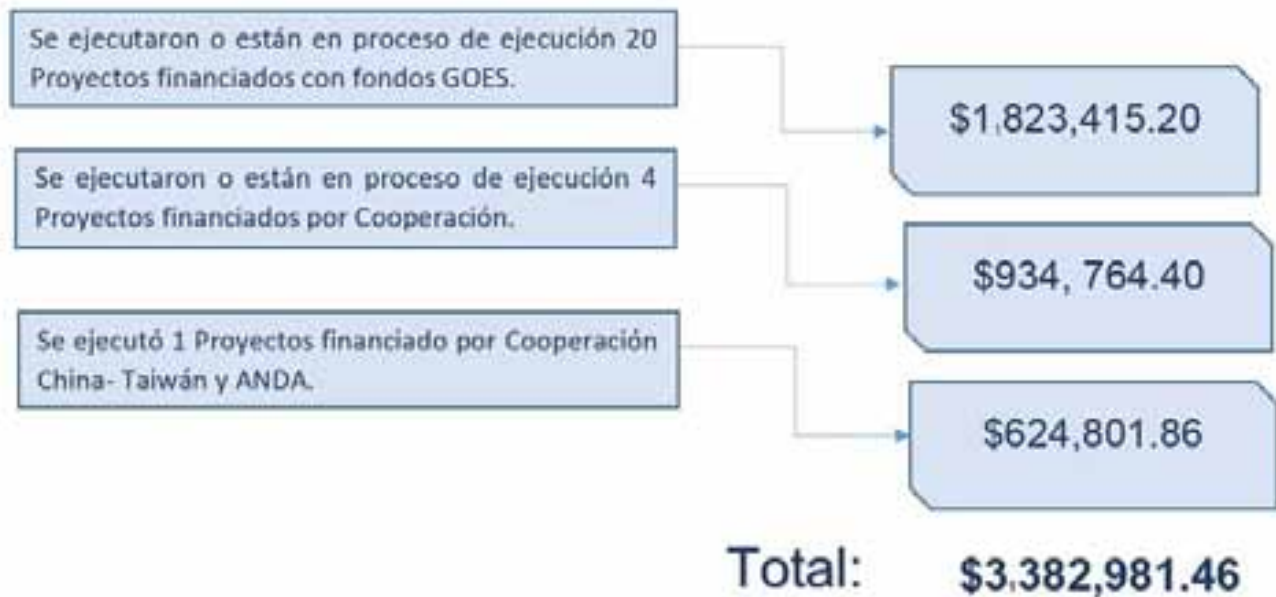 Se ejecutaron o están en proceso de ejecución 20
Proyectos financiados con fondos GOES.
$1,823,415.20
Se ejecutaron o están en proceso de ejecución 4
Proyectos financiados por Cooperación.
$934, 764.40
Se ejecutó 1 Proyectos financiado por Cooperación
China- Taiwán y ANDA.
$624,801.86
Total: $3,382,981.46